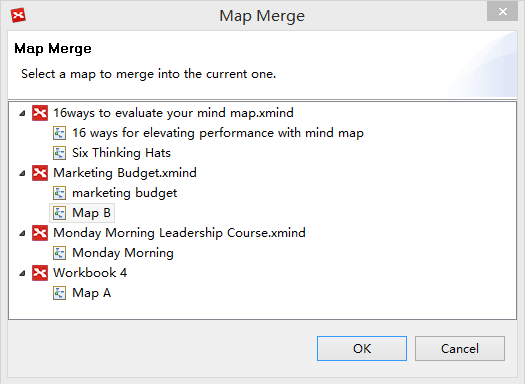 Map Merge
Map Merge
Select a map to merge into the current one.
16ways to evaluate your mind map.xmind
16 ways for elevating performance with mind map
Six Thinking Hats
Marketing Budget.xmind
marketing budget
Map B
Monday Morning Leadership Course.xmind
Monday Morning
Workbook 4
Map A
OK Cancel